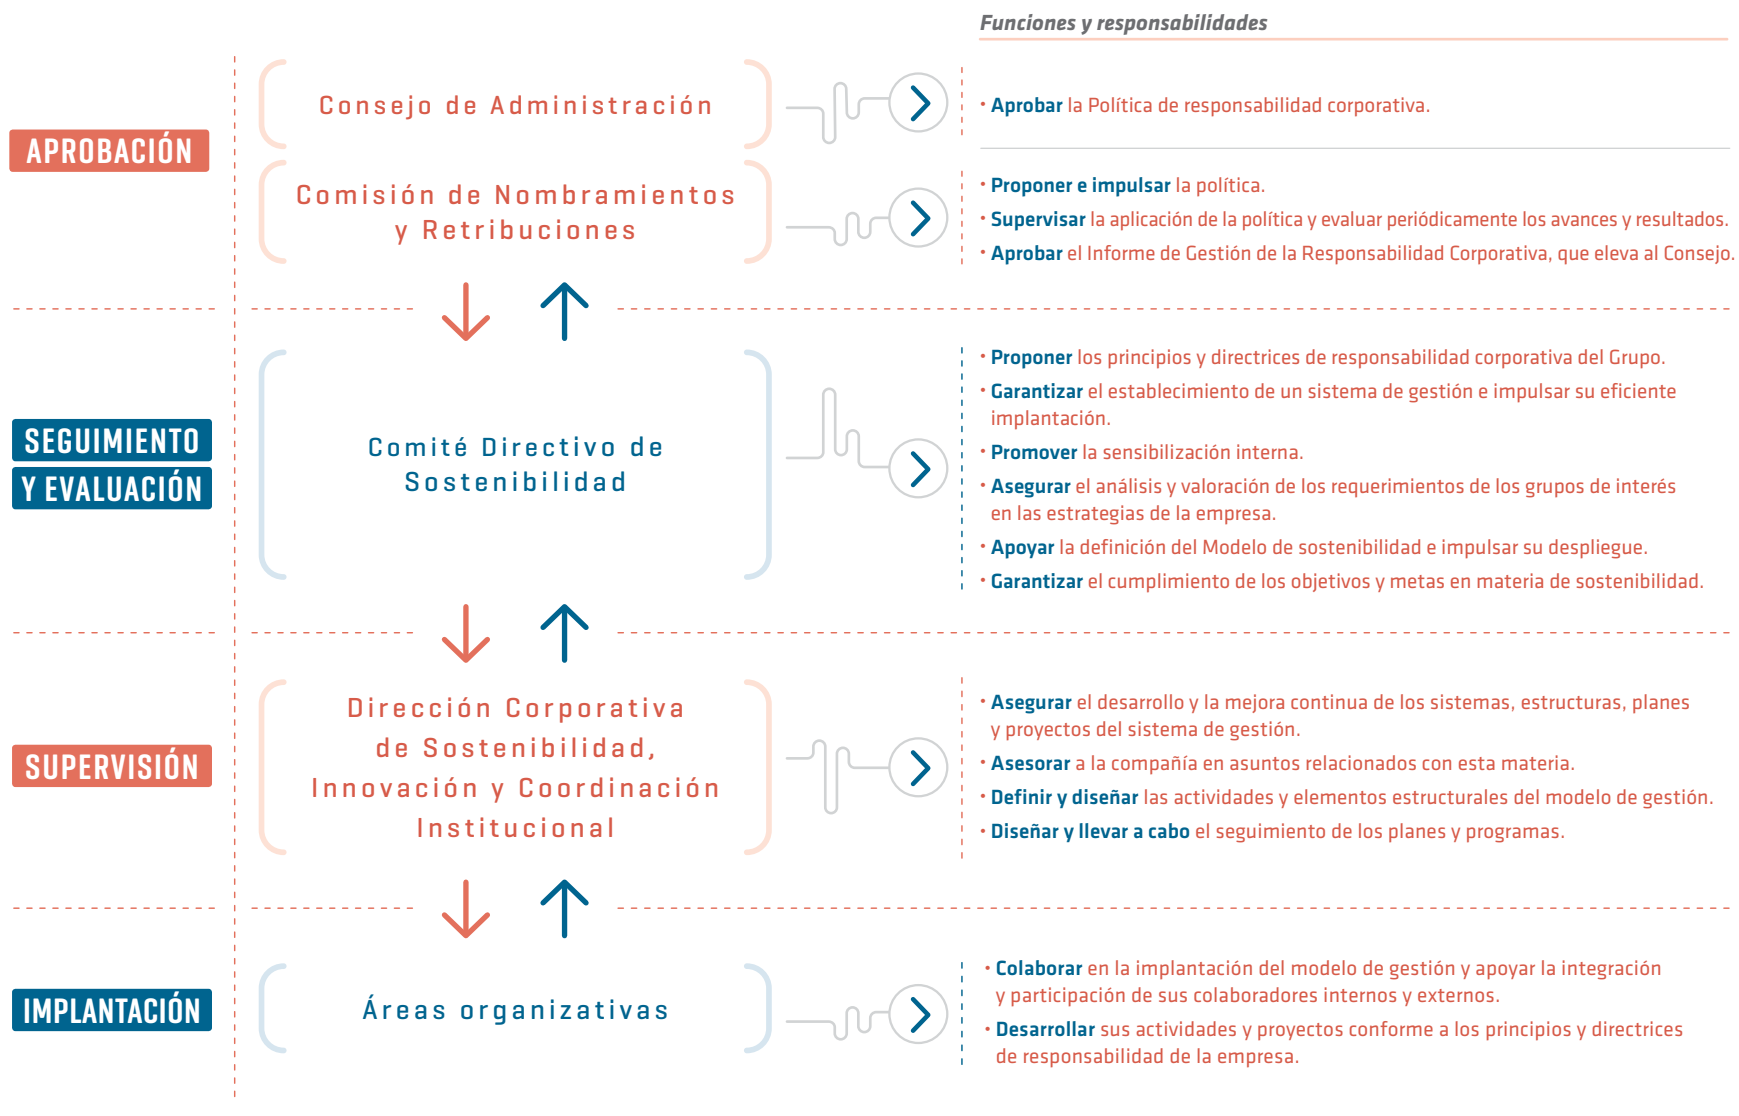 Funciones y responsabilidades
APROBACIÓN
Consejo de Administración
• Aprobar la Política de responsabilidad corporativa.
Comisión de Nombramientos
y Retribuciones
• Proponer e impulsar la política.
• Supervisar la aplicación de la política y evaluar periódicamente los avances y resultados.
• Aprobar el Informe de Gestión de la Responsabilidad Corporativa, que eleva al Consejo.
SEGUIMIENTO
Y EVALUACIÓN
Comité Directivo de
Sostenibilidad
• Proponer los principios y directrices de responsabilidad corporativa del Grupo.
• Garantizar el establecimiento de un sistema de gestión e impulsar su eficiente
implantación.
• Promover la sensibilización interna.
• Asegurar el análisis y valoración de los requerimientos de los grupos de interés
en las estrategias de la empresa.
• Apoyar la definición del Modelo de sostenibilidad e impulsar su despliegue.
• Garantizar el cumplimiento de los objetivos y metas en materia de sostenibilidad.
SUPERVISIÓN
Dirección Corporativa
de Sostenibilidad,
Innovación y Coordinación
Institucional
• Asegurar el desarrollo y la mejora continua de los sistemas, estructuras, planes
y proyectos del sistema de gestión.
• Asesorar a la compañía en asuntos relacionados con esta materia.
• Definir y diseñar las actividades y elementos estructurales del modelo de gestión.
• Diseñar y llevar a cabo el seguimiento de los planes y programas.
IMPLANTACIÓN
Áreas organizativas
• Colaborar en la implantación del modelo de gestión y apoyar la integración
y participación de sus colaboradores internos y externos.
• Desarrollar sus actividades y proyectos conforme a los principios y directrices
de responsabilidad de la empresa.